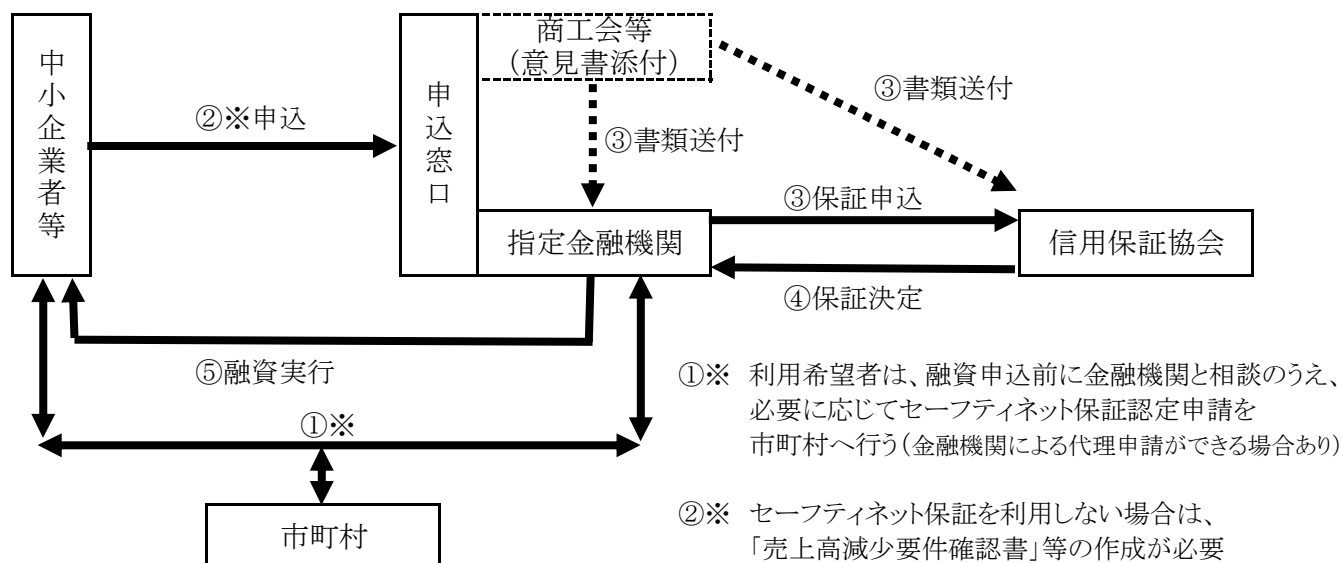 中小企業者等
②※申込
申込窓口
商工会等
（意見書添付）
③書類送付
③書類送付
指定金融機関
③保証申込
④保証決定
信用保証協会
⑤融資実行
①※
市町村
①※　利用希望者は、融資申込前に金融機関と相談のうえ、
必要に応じてセーフティネット保証認定申請を
市町村へ行う（金融機関による代理申請ができる場合あり）
②※　セーフティネット保証を利用しない場合は、
「売上高減少要件確認書」等の作成が必要